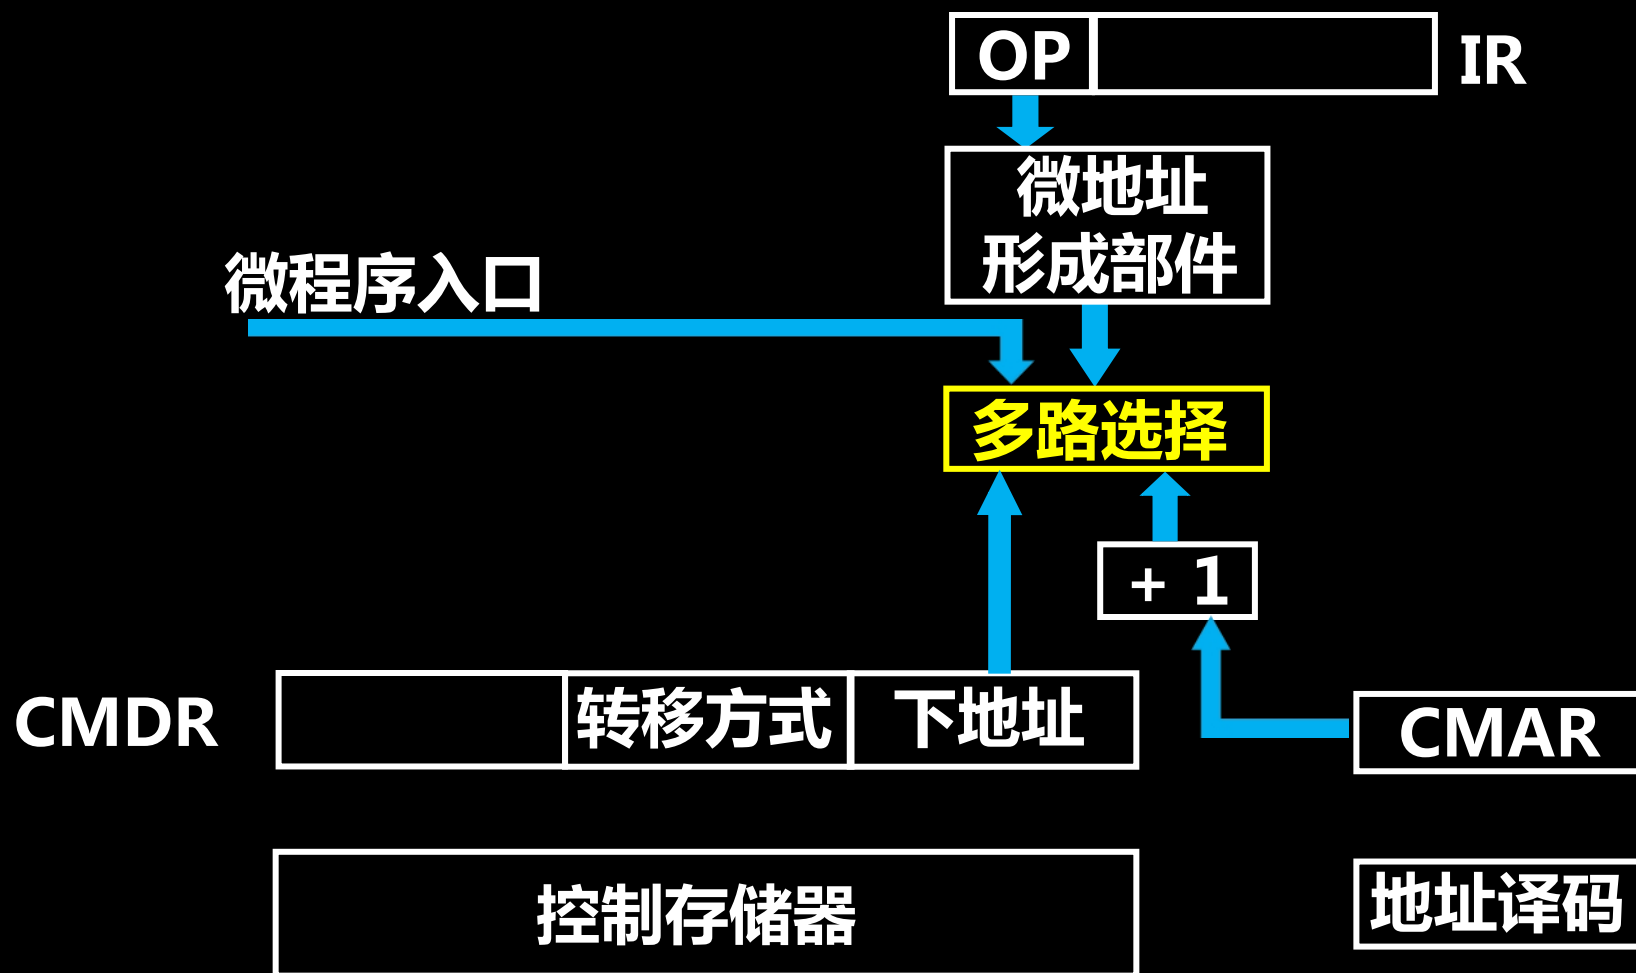 OP
IR
微地址
形成部件
微程序入口
多路选择
+ 1
CMDR
转移方式
下地址
CMAR
控制存储器
地址译码